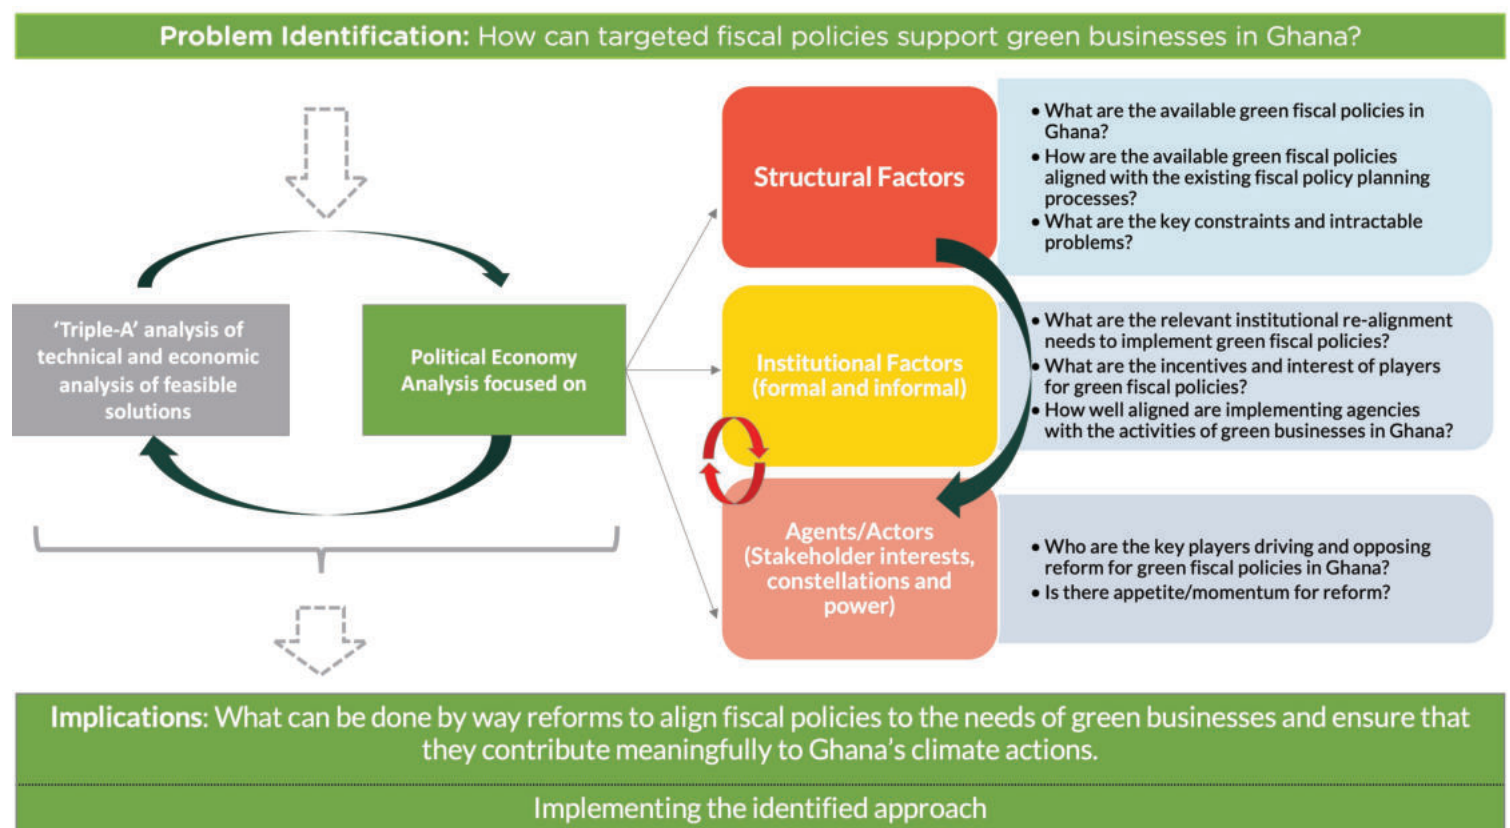 Problem Identification: How can targeted fiscal policies support green businesses in Ghana?
'Triple-A' analysis of
technical and economic
analysis of feasible
solutions
Political Economy
Analysis focused on
Structural Factors
• What are the available green fiscal policies in
Ghana?
• How are the available green fiscal policies
aligned with the existing fiscal policy planning
processes?
• What are the key constraints and intractable
problems?
Institutional Factors
(formal and informal)
• What are the relevant institutional re-alignment
needs to implement green fiscal policies?
• What are the incentives and interest of players
for green fiscal policies?
• How well aligned are implementing agencies
with the activities of green businesses in Ghana?
Agents/Actors
(Stakeholder interests,
constellations and
power)
• Who are the key players driving and opposing
reform for green fiscal policies in Ghana?
• Is there appetite/momentum for reform?
Implications: What can be done by way reforms to align fiscal policies to the needs of green businesses and ensure that
they contribute meaningfully to Ghana's climate actions.
Implementing the identified approach